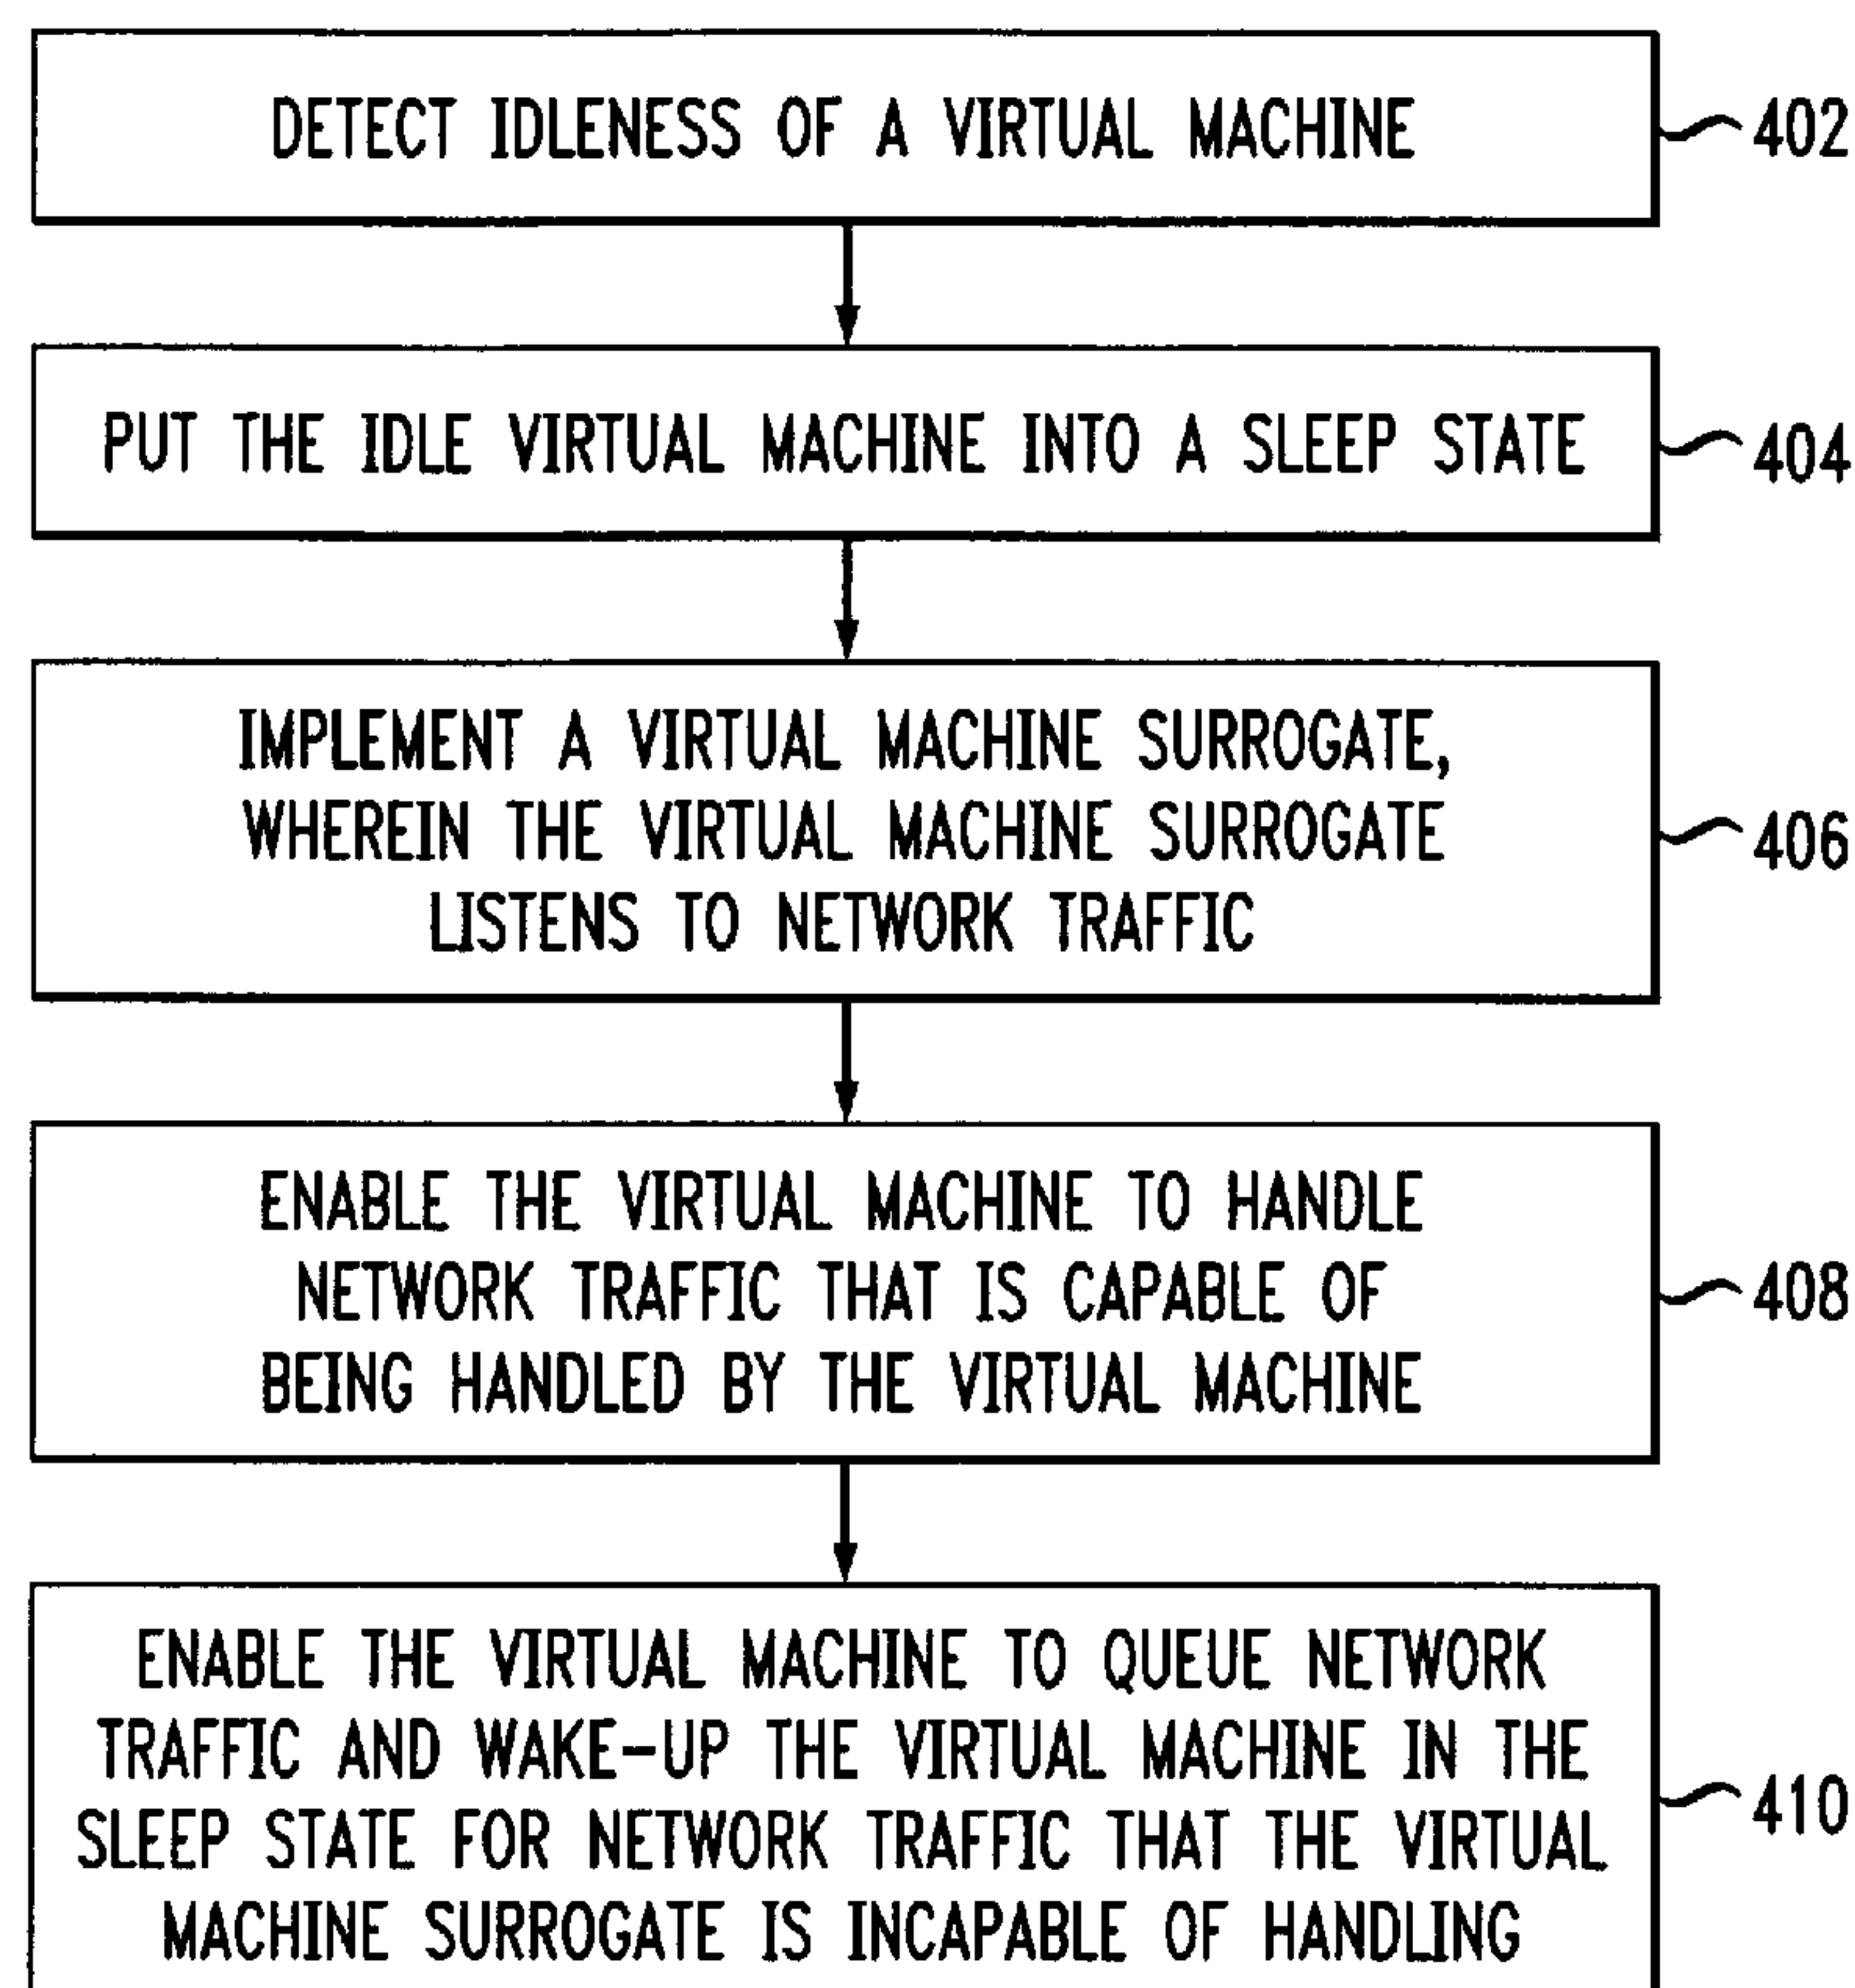 DETECT IDLENESS OF A VIRTUAL MACHINE
402
PUT THE IDLE VIRTUAL MACHINE INTO A SLEEP STATE
404
IMPLEMENT A VIRTUAL MACHINE SURROGATE,
WHEREIN THE VIRTUAL MACHINE SURROGATE
LISTENS TO NETWORK TRAFFIC
406
ENABLE THE VIRTUAL MACHINE TO HANDLE
NETWORK TRAFFIC THAT IS CAPABLE OF
BEING HANDLED BY THE VIRTUAL MACHINE
408
ENABLE THE VIRTUAL MACHINE TO QUEUE NETWORK
TRAFFIC AND WAKE-UP THE VIRTUAL MACHINE IN THE
SLEEP STATE FOR NETWORK TRAFFIC THAT THE VIRTUAL
MACHINE SURROGATE IS INCAPABLE OF HANDLING
410